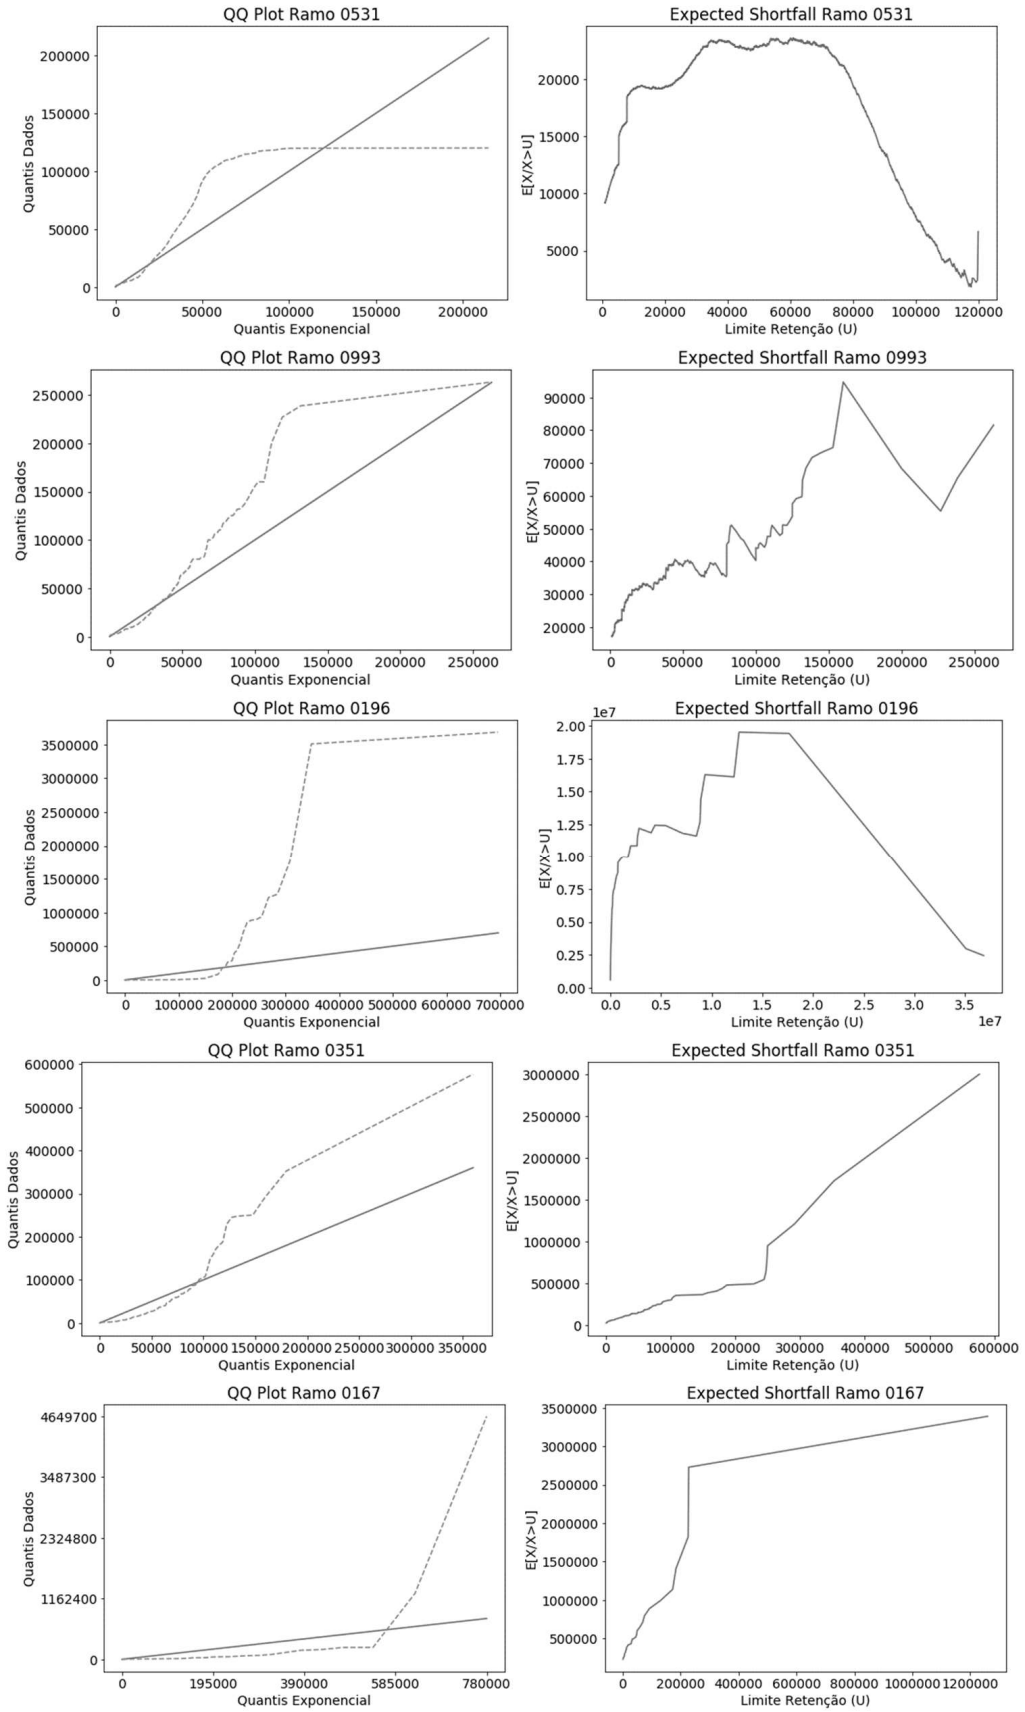 QQ Plot Ramo 0531
200000
150000
100000
50000
0
Quantis Dados
0 50000 100000 150000 200000
Quantis Exponencial
Expected Shortfall Ramo 0531
20000
15000
10000
5000
E[X/X>U]
0 20000 40000 60000 80000 100000 120000
Limite Retenção (U)
QQ Plot Ramo 0993
250000
200000
150000
100000
50000
0
Quantis Dados
0 50000 100000 150000 200000 250000
Quantis Exponencial
Expected Shortfall Ramo 0993
90000
80000
70000
60000
50000
40000
30000
20000
E[X/X>U]
0 50000 100000 150000 200000 250000
Limite Retenção (U)
QQ Plot Ramo 0196
3500000
3000000
2500000
2000000
1500000
1000000
500000
0
Quantis Dados
0 100000 200000 300000 400000 500000 600000 700000
Quantis Exponencial
Expected Shortfall Ramo 0196
1e7
2.00
1.75
1.50
1.25
1.00
0.75
0.50
0.25
0.00
E[X/X>U]
0.0 0.5 1.0 1.5 2.0 2.5 3.0 3.5
1e7
Limite Retenção (U)
QQ Plot Ramo 0351
600000
500000
400000
300000
200000
100000
0
Quantis Dados
0 50000 100000 150000 200000 250000 300000 350000
Quantis Exponencial
Expected Shortfall Ramo 0351
3000000
2500000
2000000
1500000
1000000
500000
0
E[X/X>U]
0 100000 200000 300000 400000 500000 600000
Limite Retenção (U)
QQ Plot Ramo 0167
4649700
3487300
2324800
1162400
0
Quantis Dados
0 195000 390000 585000 780000
Quantis Exponencial
Expected Shortfall Ramo 0167
3500000
3000000
2500000
2000000
1500000
1000000
500000
E[X/X>U]
0 200000 400000 600000 800000 1000000 1200000
Limite Retenção (U)